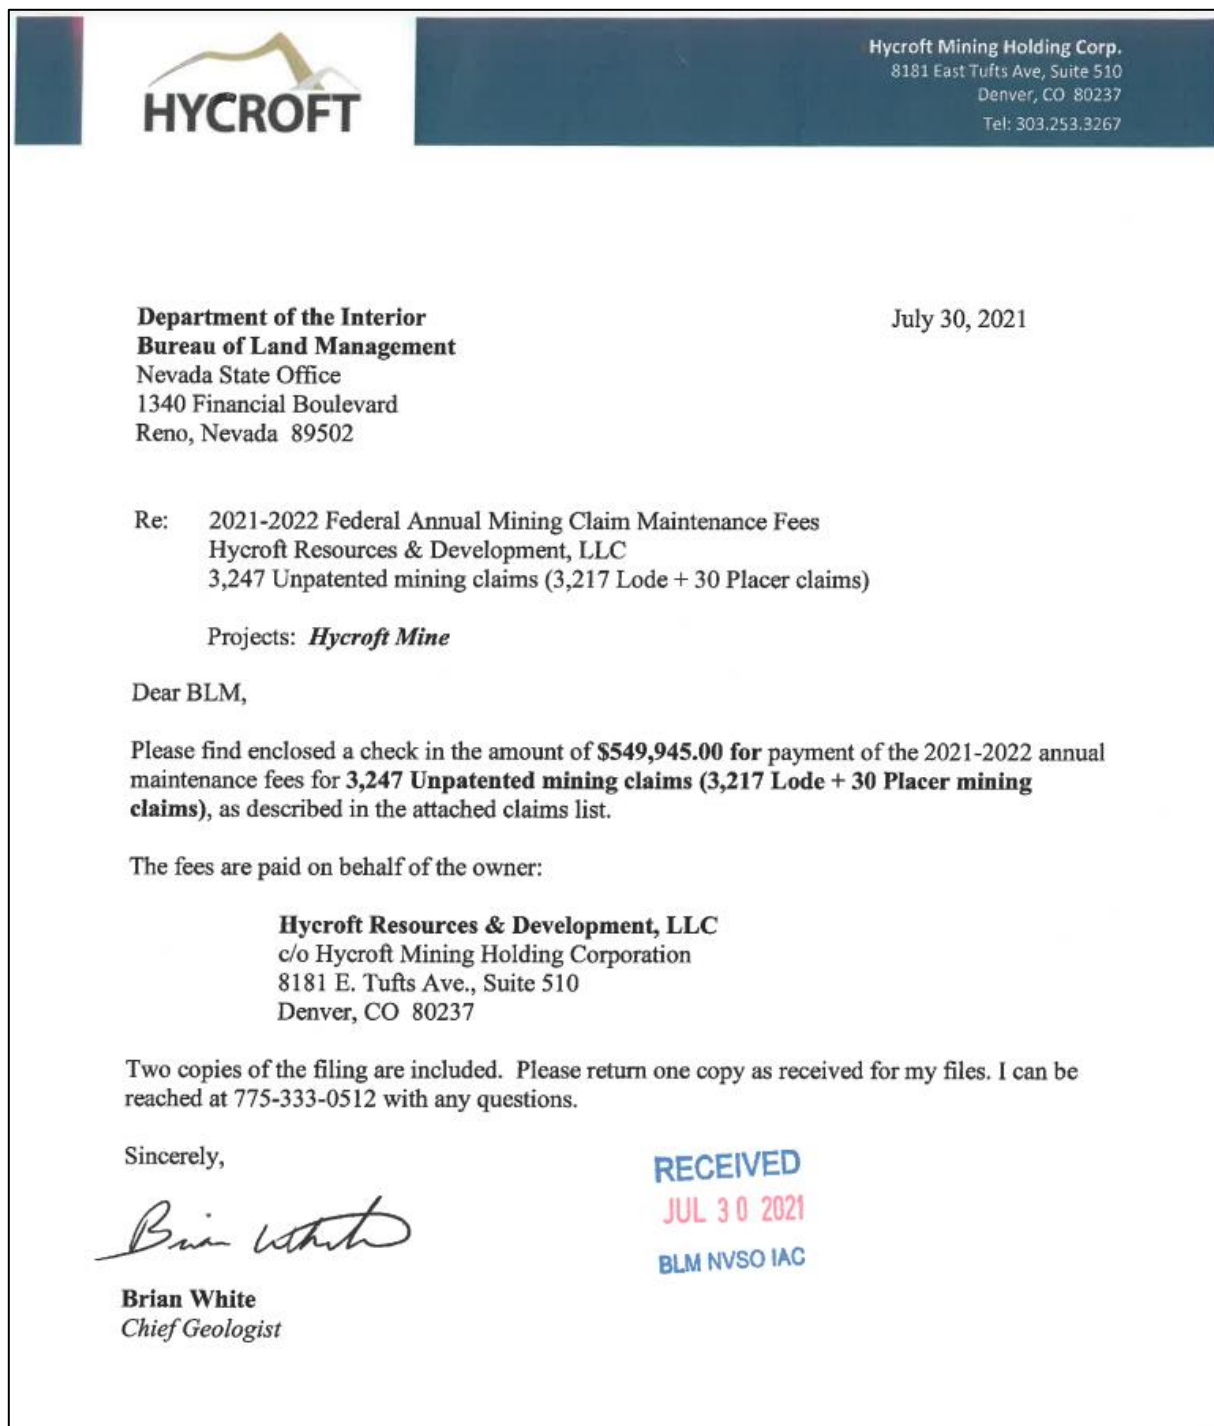 HYCROFT
Hycroft Mining Holding Corp.
8181 East Tufts Ave, Suite 510
Denver, CO 80237
Tel: 303.253.3267
Department of the Interior
July 30, 2021
Bureau of Land Management
Nevada State Office
1340 Financial Boulevard
Reno, Nevada 89502
Re: 2021-2022 Federal Annual Mining Claim Maintenance Fees
Hycroft Resources & Development, LLC
3,247 Unpatented mining claims (3,217 Lode + 30 Placer claims)
Projects: Hycroft Mine
Dear BLM,
Please find enclosed a check in the amount of $549,945.00 for payment of the 2021-2022 annual
maintenance fees for 3,247 Unpatented mining claims (3,217 Lode + 30 Placer mining
claims), as described in the attached claims list.
The fees are paid on behalf of the owner:
Hycroft Resources & Development, LLC
c/o Hycroft Mining Holding Corporation
8181 E. Tufts Ave., Suite 510
Denver, CO 80237
Two copies of the filing are included. Please return one copy as received for my files. I can be
reached at 775-333-0512 with any questions.
Sincerely,
RECEIVED
JUL 30 2021
BLM NVSO IAC
Brian White
Brian White
Chief Geologist